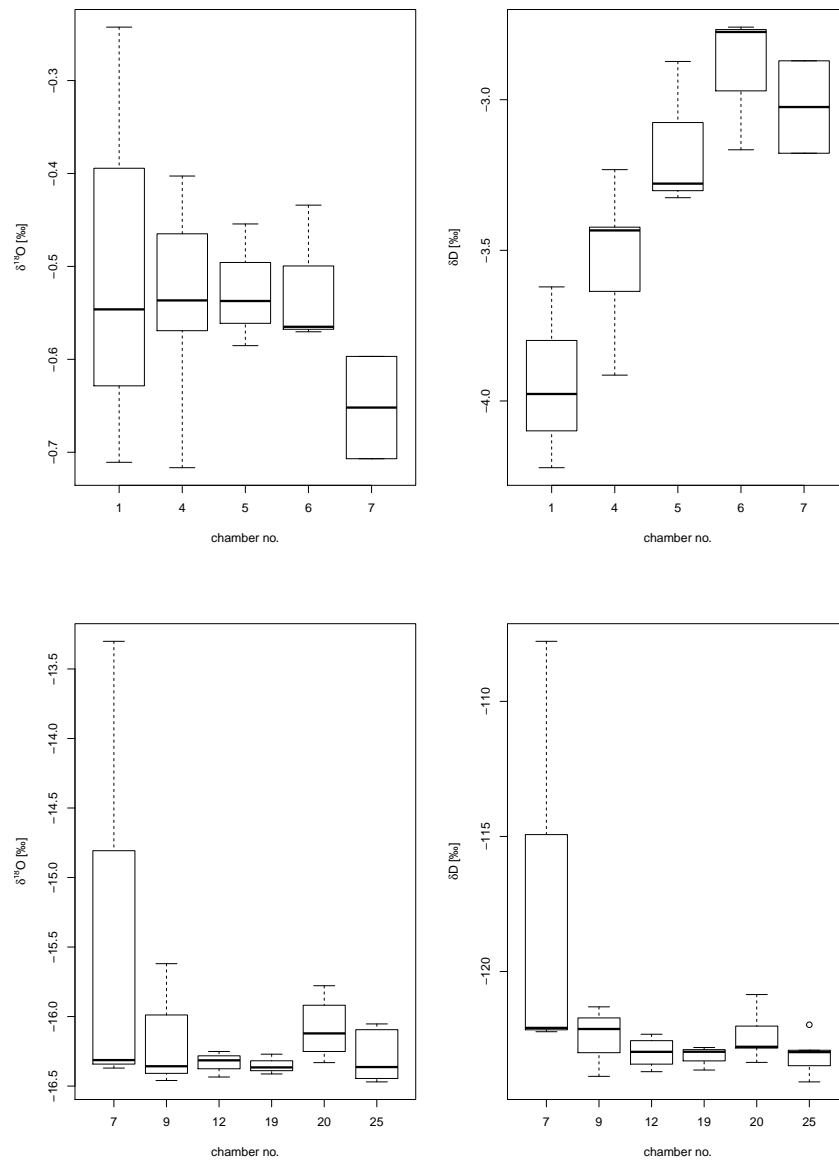 δ¹⁸O [‰]
−0.3
−0.4
−0.5
−0.6
−0.7
1 4 5 6 7
chamber no.
δD [‰]
−3.0
−3.5
−4.0
1 4 5 6 7
chamber no.
δ¹⁸O [‰]
−13.5
−14.0
−14.5
−15.0
−15.5
−16.0
−16.5
7 9 12 19 20 25
chamber no.
δD [‰]
−110
−115
−120
7 9 12 19 20 25
chamber no.